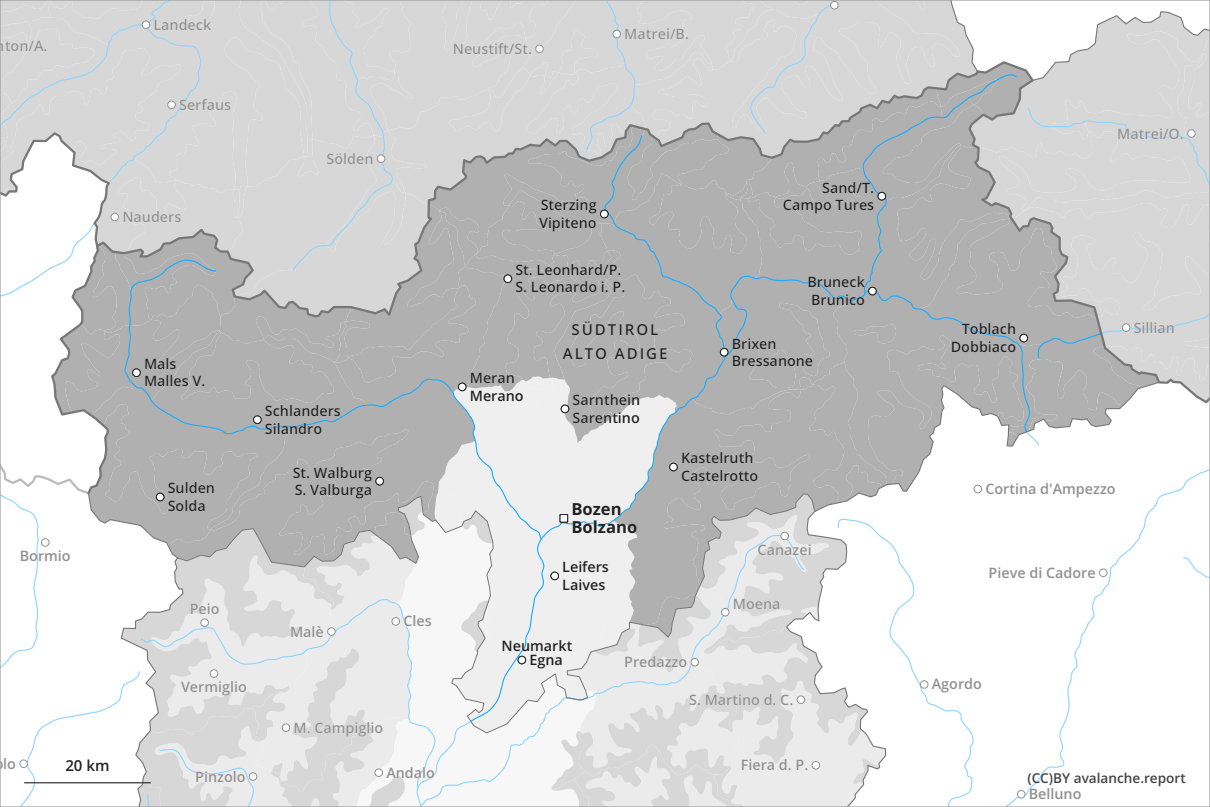 Landeck
nton/A.
Neustift/St.
Matrei/B.
Serfaus
Matrei/O.
Sölden
Sand/T.
Campo Tures
Nauders
Sterzing
Vipiteno
St. Leonhard/P.
S. Leonardo i. P.
Bruneck
Brunico
SÜDTIROL
ALTO ADIGE
Toblach
Dobbiaco
Sillian
Brixen
Bressanone
Mals
Malles V.
Meran
Merano
Sarnthein
Sarentino
Schlanders
Silandro
Kastelruth
Castelrotto
St. Walburg
S. Valburga
Sulden
Solda
Cortina d'Ampezzo
Bozen
Bolzano
Bormio
Canazei
Leifers
Laives
Pieve di Cadore
Peio
Malè
Cles
Moena
Neumarkt
Egna
Predazzo
Vermiglio
Agordo
S. Martino d. C.
M. Campiglio
olo
20 km
Pinzolo
Andalo
Fiera d. P.
(CC)BY avalanche.report
Belluno